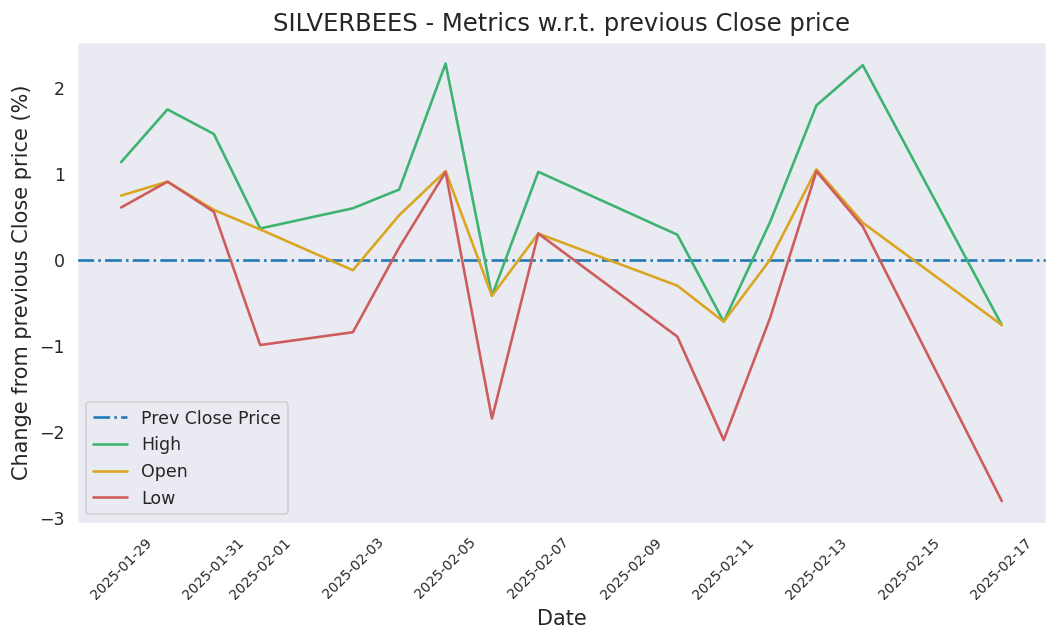 SILVERBEES - Metrics w.r.t. previous Close price
Change from previous Close price (%)
2
1
0
−1
−2
−3
Prev Close Price
High
Open
Low
2025-01-29
2025-01-31
2025-02-01
2025-02-03
2025-02-05
2025-02-07
2025-02-09
2025-02-11
2025-02-13
2025-02-15
2025-02-17
Date